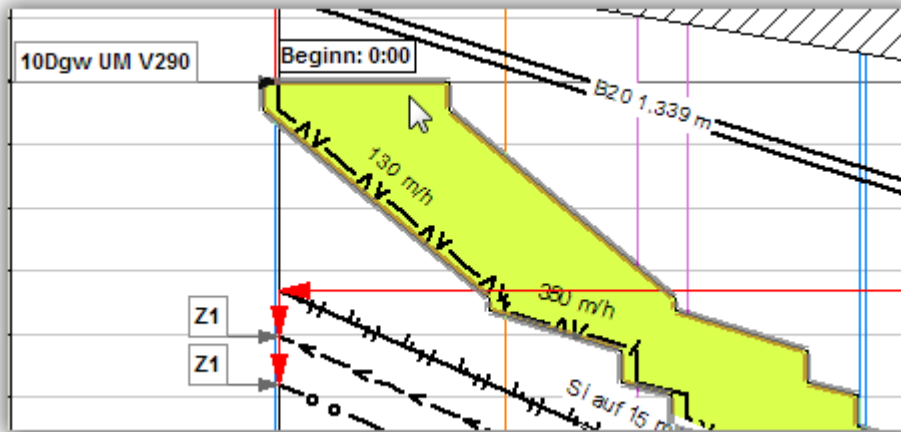 10Dgw UM V290
Beginn: 0:00
B20 1.339 m
130 m/h
380 m/h
Z1
Z1
Si auf 15 m